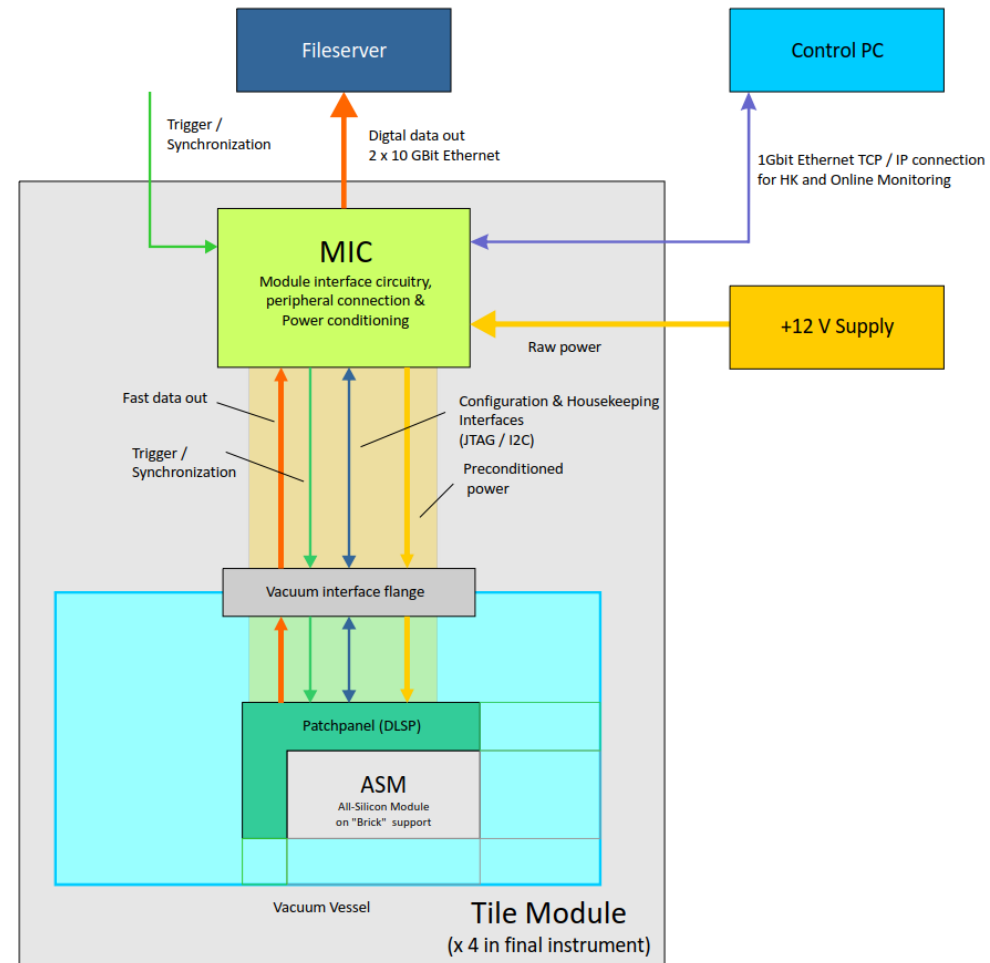 Fileserver
Control PC
Trigger /
Synchronization
Digtal data out
2 x 10 GBit Ethernet
1Gbit Ethernet TCP / IP connection
for HK and Online Monitoring
MIC
Module interface circuitry,
peripheral connection &
Power conditioning
+12 V Supply
Raw power
Fast data out
Configuration & Housekeeping
Interfaces
(JTAG / I2C)
Trigger /
Synchronization
Preconditioned
power
Vacuum interface flange
Patchpanel (DLSP)
ASM
All-Silicon Module
on "Brick" support
Vacuum Vessel
Tile Module
(x 4 in final instrument)